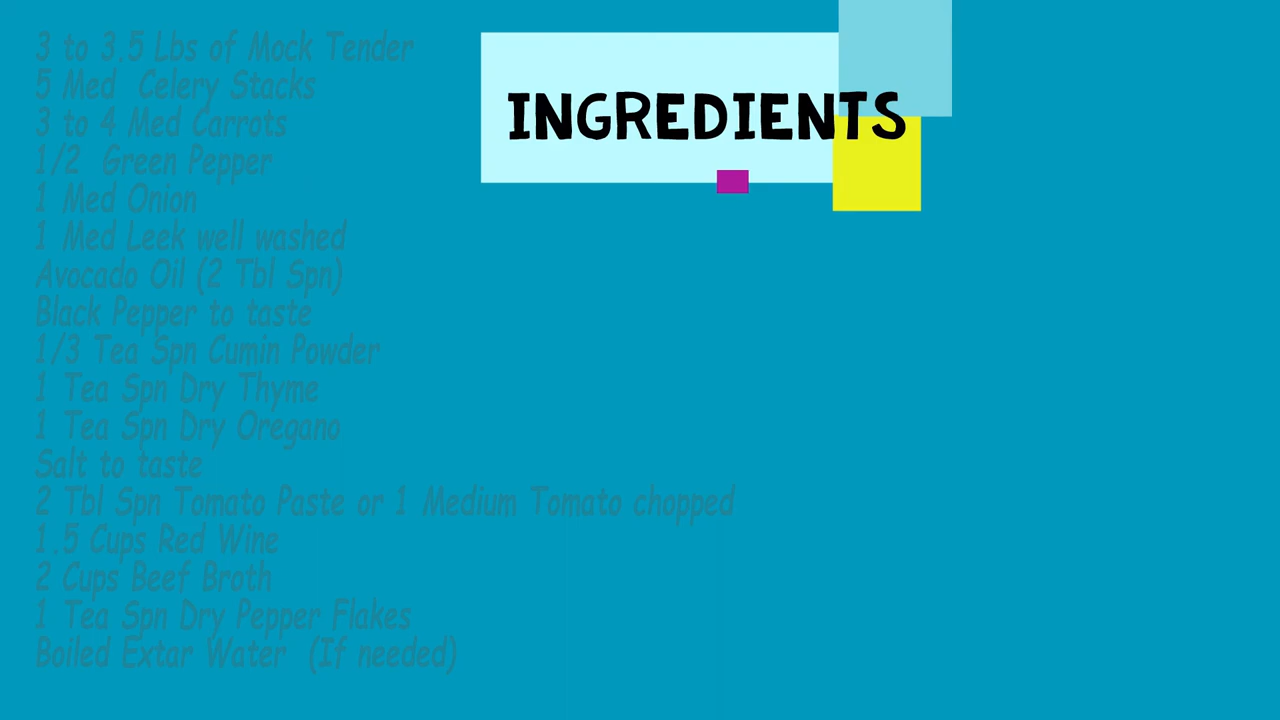 INGREDIENTS
3 to 3.5 Lbs of Mock Tender
5 Med Celery Stacks
3 to 4 Med Carrots
1/2 Green Pepper
1 Med Onion
1 Med Leek well washed
Avocado Oil (2 Tbl Spn)
Black Pepper to taste
1/3 Tea Spn Cumin Powder
1 Tea Spn Dry Thyme
1 Tea Spn Dry Oregano
Salt to taste
2 Tbl Spn Tomato Paste or 1 Medium Tomato chopped
1.5 Cups Red Wine
2 Cups Beef Broth
1 Tea Spn Dry Pepper Flakes
Boiled Extar Water (If needed)